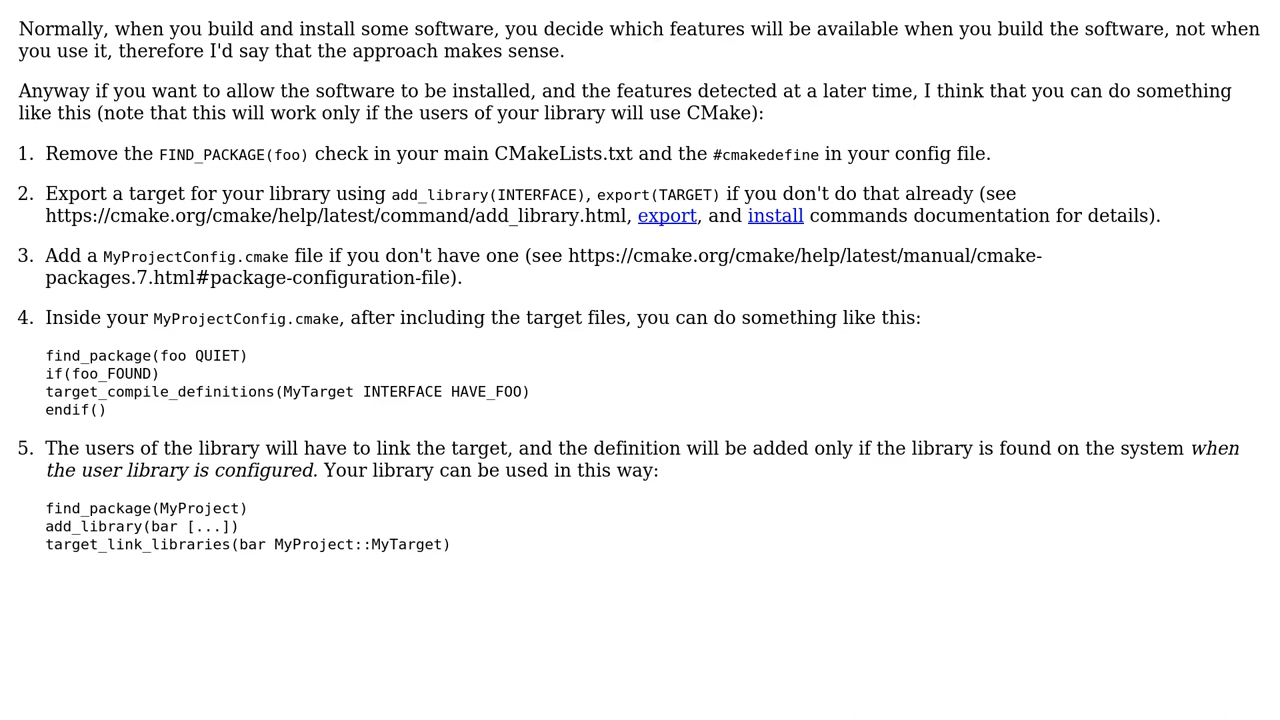 Normally, when you build and install some software, you decide which features will be available when you build the software, not when
you use it, therefore I'd say that the approach makes sense.
Anyway if you want to allow the software to be installed, and the features detected at a later time, I think that you can do something
like this (note that this will work only if the users of your library will use CMake):
1. Remove the FIND_PACKAGE(foo) check in your main CMakeLists.txt and the #cmakedefine in your config file.
2. Export a target for your library using add_library(INTERFACE), export(TARGET) if you don't do that already (see
https://cmake.org/cmake/help/latest/command/add_library.html, export, and install commands documentation for details).
3. Add a MyProjectConfig.cmake file if you don't have one (see https://cmake.org/cmake/help/latest/manual/cmake-
packages.7.html#package-configuration-file).
4. Inside your MyProjectConfig.cmake, after including the target files, you can do something like this:
find_package(foo QUIET)
if(foo_FOUND)
target_compile_definitions(MyTarget INTERFACE HAVE_FOO)
endif()
5. The users of the library will have to link the target, and the definition will be added only if the library is found on the system when
the user library is configured. Your library can be used in this way:
find_package(MyProject)
add_library(bar [...])
target_link_libraries(bar MyProject::MyTarget)